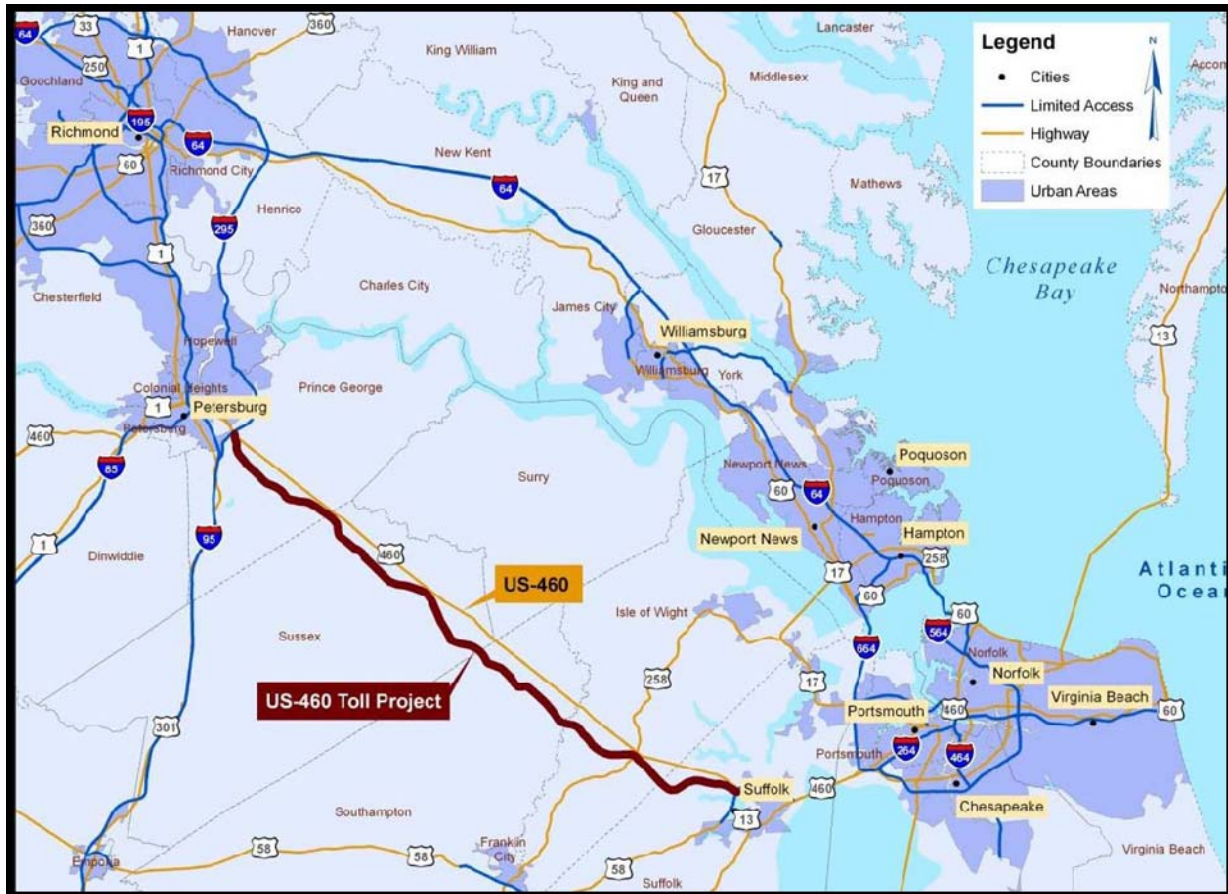 64
33
1
Hanover
360
Goochland
250
King William
King and
Queen
Lancaster
Middlesex
Accom
Legend
Cities
Limited Access
Highway
County Boundaries
Urban Areas
Richmond
195
64
60
Richmond City
New Kent
64
17
Mathews
Henrico
360
295
1
Gloucester
Chesapeake
Bay
Northampton
Chesterfield
Charles City
James City
13
Williamsburg
Hopewell
Williamsburg
York
Colonial Heights
Prince George
1
Petersburg
Petersburg
460
85
Surry
Poquoson
Newport News
Poquoson
60
64
95
Hampton
1
Dinwiddie
460
Newport News
Hampton
258
17
60
Atlanti
Ocean
US-460
Isle of Wight
60
564
Sussex
664
Norfolk
258
17
Norfolk
US-460 Toll Project
Virginia Beach
Portsmouth
460
60
301
Portsmouth
264
464
Suffolk
460
Chesapeake
Southampton
13
58
Franklin
City
Emporia
58
58
Suffolk
Virginia Beach